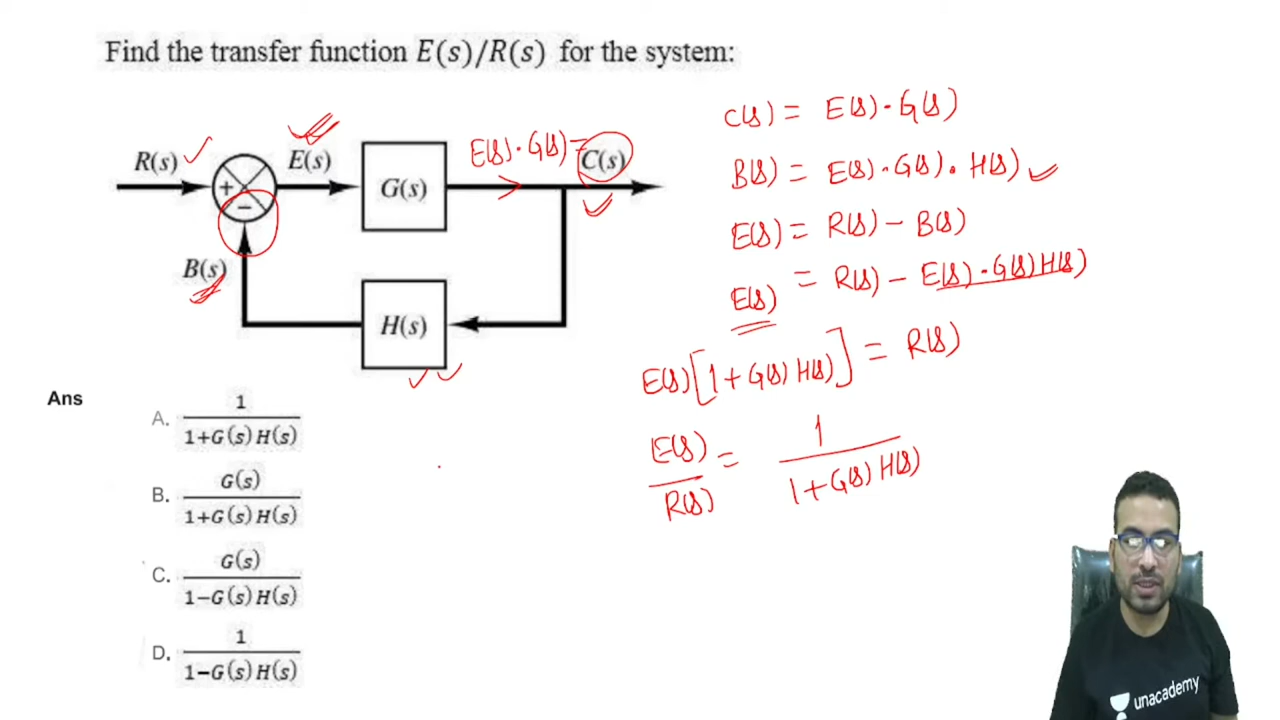 Find the transfer function E(s)/R(s) for the system:
R(s)
E(s)
G(s)
E(s)·G(s)=
C(s)
+
−
B(s)
H(s)
C(s) = E(s)·G(s)
B(s) = E(s)·G(s)·H(s)
E(s) = R(s) − B(s)
E(s) = R(s) − E(s)·G(s)H(s)
E(s)[1+G(s)H(s)] = R(s)
E(s)/R(s) = 1/1+G(s)H(s)
Ans
A. 1/1+G(s)H(s)
B. G(s)/1+G(s)H(s)
C. G(s)/1−G(s)H(s)
D. 1/1−G(s)H(s)
unacademy